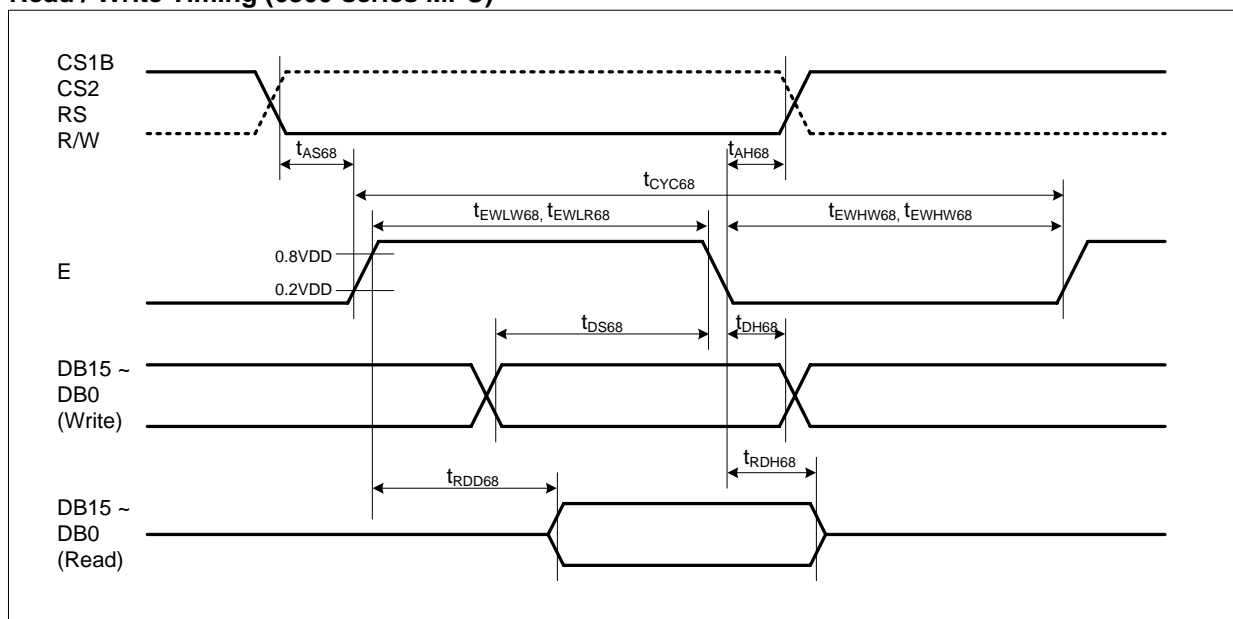 Read / Write Timing (6800-series MPU)
CS1B
CS2
RS
R/W
tAS68
tAH68
tCYC68
tEWLW68, tEWLR68
tEWHW68, tEWHW68
0.8VDD
E
0.2VDD
tDS68
tDH68
DB15 ~
DB0
(Write)
tRDD68
tRDH68
DB15 ~
DB0
(Read)